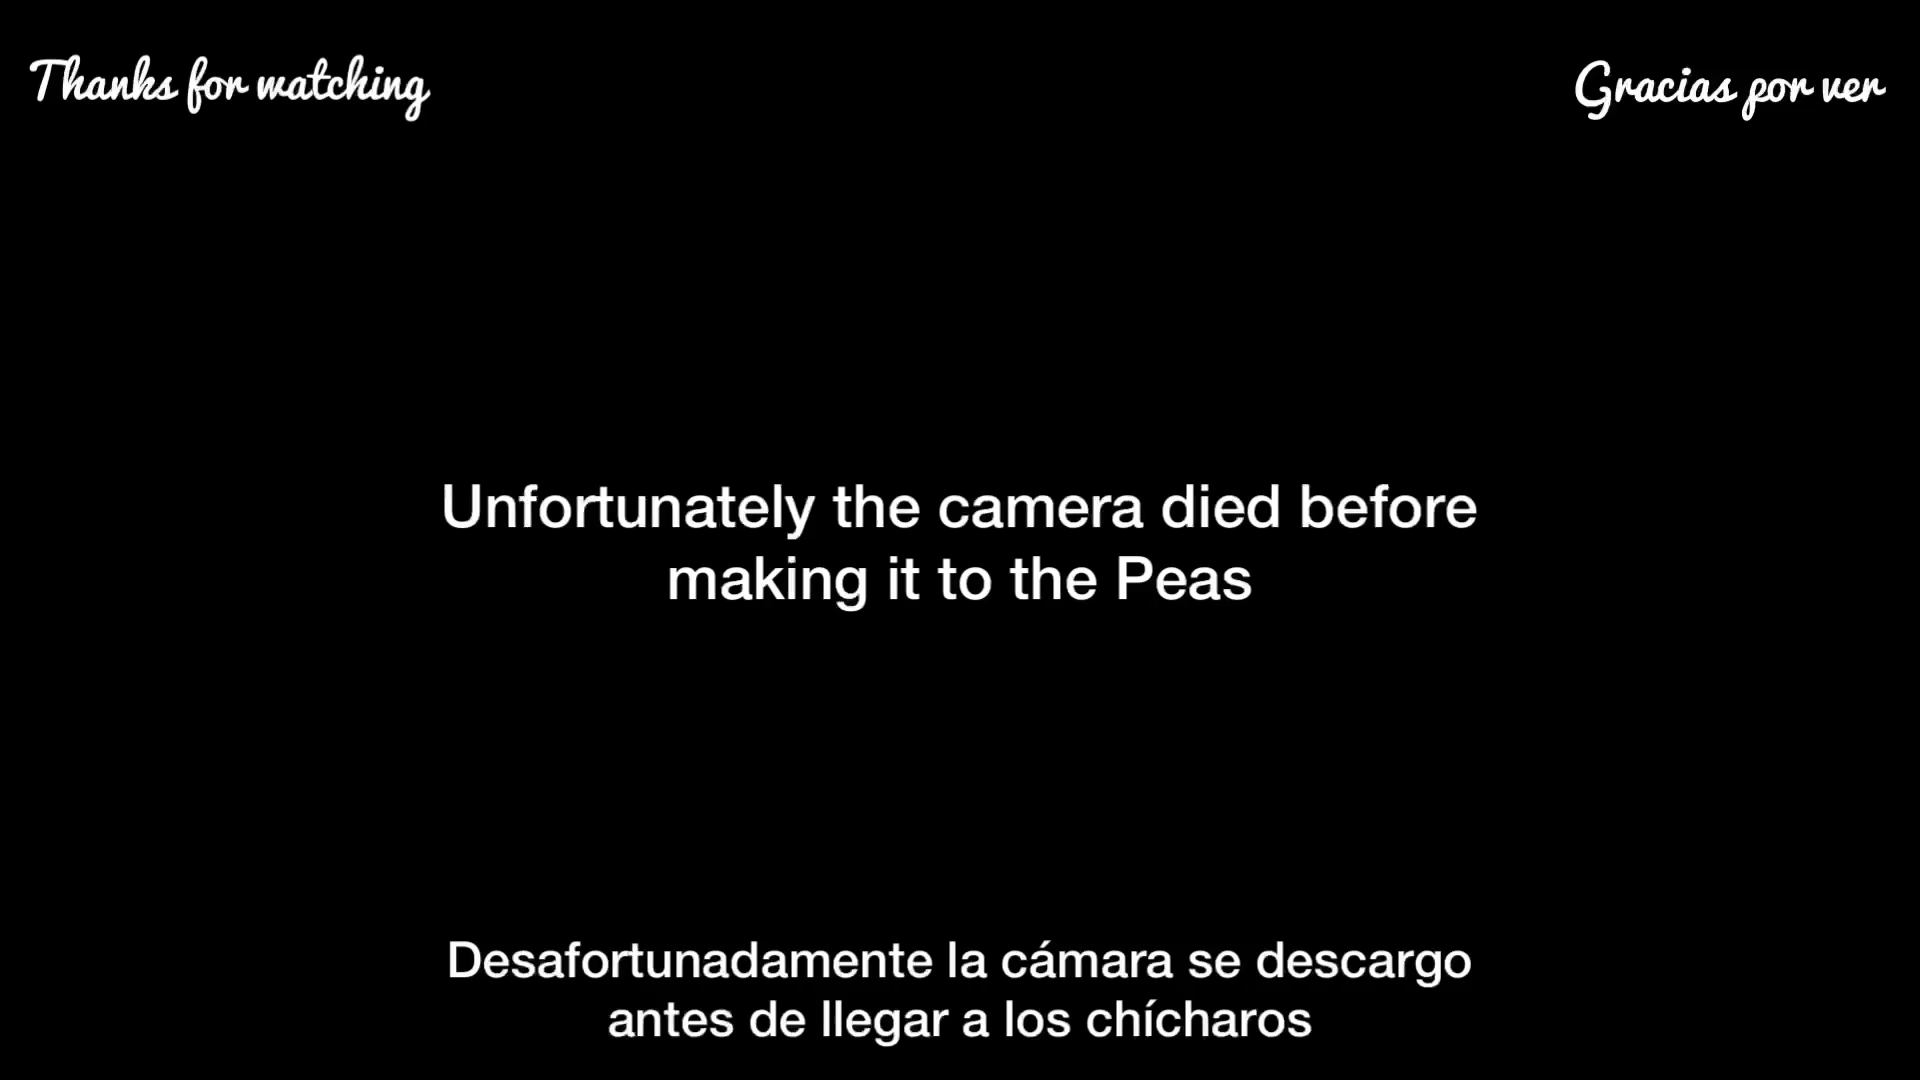 Thanks for watching
Gracias por ver
Unfortunately the camera died before
making it to the Peas
Desafortunadamente la cámara se descargo
antes de llegar a los chícharos